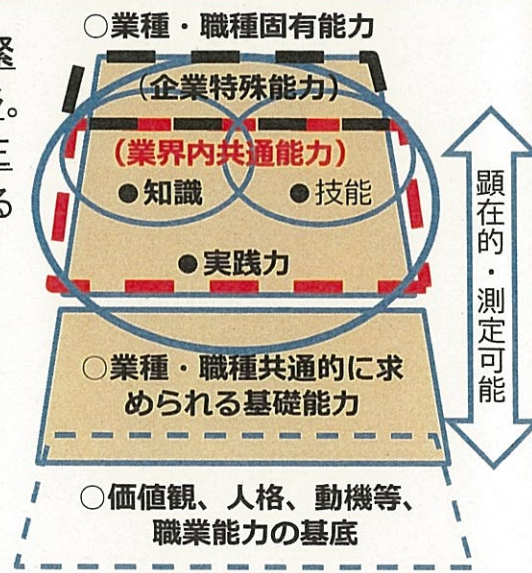 ○業種・職種固有能力
緊
(企業特殊能力)
。
(業界内共通能力)
●知識
●技能
る
●実践力
顕在的・測定可能
○業種・職種共通的に求
められる基礎能力
○価値観、人格、動機等、
職業能力の基底